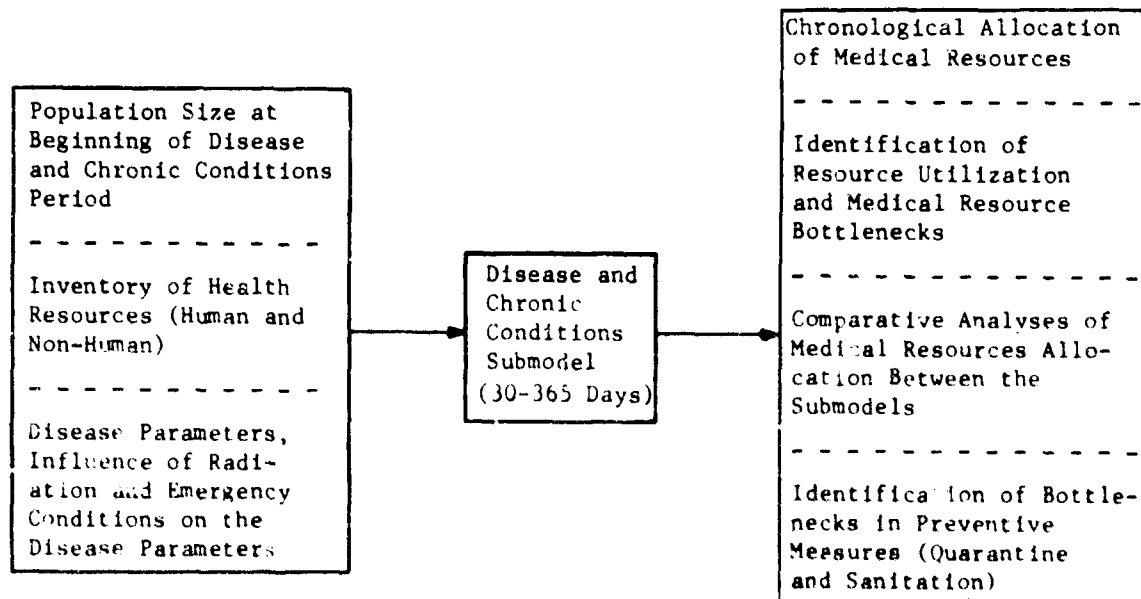 Population Size at
Beginning of Disease
and Chronic Conditions
Period
Inventory of Health
Resources (Human and
Non-Human)
Disease Parameters,
Influence of Radi-
ation and Emergency
Conditions on the
Disease Parameters
Disease and
Chronic
Conditions
Submodel
(30-365 Days)
Chronological Allocation
of Medical Resources
Identification of
Resource Utilization
and Medical Resource
Bottlenecks
Comparative Analyses of
Medical Resources Allo-
cation Between the
Submodels
Identification of Bottle-
necks in Preventive
Measures (Quarantine
and Sanitation)